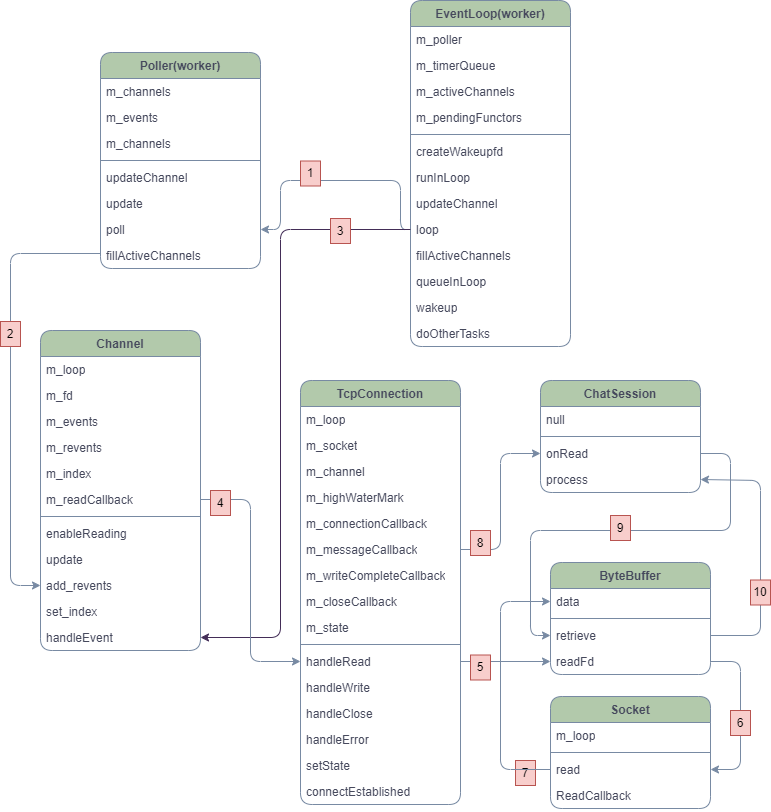 EventLoop(worker)
m_poller
m_timerQueue
m_activeChannels
m_pendingFunctors
createWakeupfd
runInLoop
updateChannel
loop
fillActiveChannels
queueInLoop
wakeup
doOtherTasks
Poller(worker)
m_channels
m_events
m_channels
updateChannel
update
poll
fillActiveChannels
1
3
2
Channel
m_loop
m_fd
m_events
m_revents
m_index
m_readCallback
enableReading
update
add_revents
set_index
handleEvent
4
TcpConnection
m_loop
m_socket
m_channel
m_highWaterMark
m_connectionCallback
m_messageCallback
m_writeCompleteCallback
m_closeCallback
m_state
handleRead
handleWrite
handleClose
handleError
setState
connectEstablished
8
5
ChatSession
null
onRead
process
9
10
ByteBuffer
data
retrieve
readFd
6
7
Socket
m_loop
read
ReadCallback